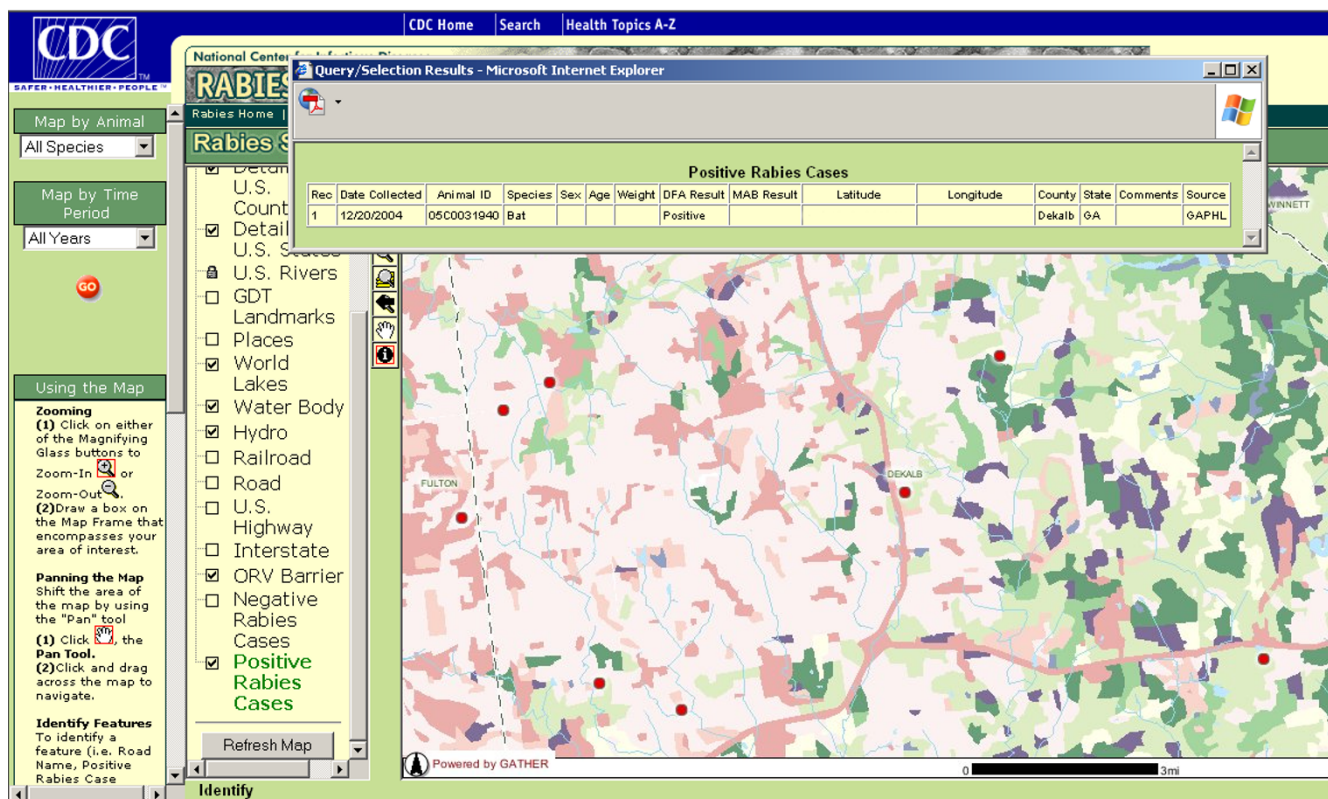 CDC Home Search Health Topics A-Z
CDC
TM
SAFER • HEALTHIER • PEOPLE™
National Center for Infectious Diseases
RABIES
Rabies Home |
Rabies S
Query/Selection Results - Microsoft Internet Explorer
Positive Rabies Cases
Rec Date Collected Animal ID Species Sex Age Weight DFA Result MAB Result Latitude Longitude County State Comments Source
1 12/20/2004 05C0031940 Bat Positive Dekalb GA GAPHL
Map by Animal
All Species
Map by Time
Period
All Years
GO
Using the Map
Zooming
(1) Click on either
of the Magnifying
Glass buttons to
Zoom-In or
Zoom-Out.
(2)Draw a box on
the Map Frame that
encompasses your
area of interest.
Panning the Map
Shift the area of
the map by using
the "Pan" tool
(1) Click , the
Pan Tool.
(2)Click and drag
across the map to
navigate.
Identify Features
To identify a
feature (i.e. Road
Name, Positive
Rabies Case
U.S.
Count
Detail
U.S. States
U.S. Rivers
GDT
Landmarks
Places
World
Lakes
Water Body
Hydro
Railroad
Road
U.S.
Highway
Interstate
ORV Barrier
Negative
Rabies
Cases
Positive
Rabies
Cases
Refresh Map
Identify
WINNETT
DEKALB
FULTON
Powered by GATHER
0 3mi